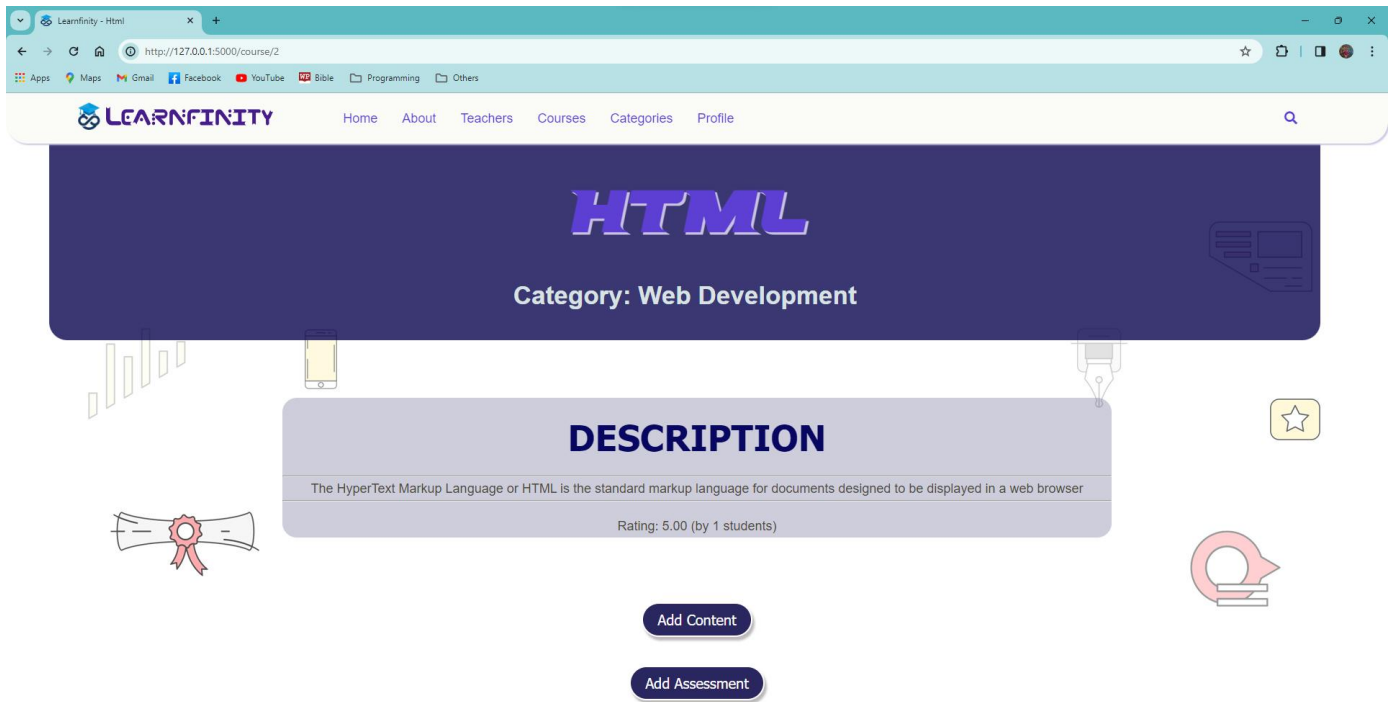 Learnfinity - Html
http://127.0.0.1:5000/course/2
Apps Maps Gmail Facebook YouTube Bible Programming Others
LEARNFINITY Home About Teachers Courses Categories Profile
HTML
Category: Web Development
DESCRIPTION
The HyperText Markup Language or HTML is the standard markup language for documents designed to be displayed in a web browser
Rating: 5.00 (by 1 students)
Add Content
Add Assessment